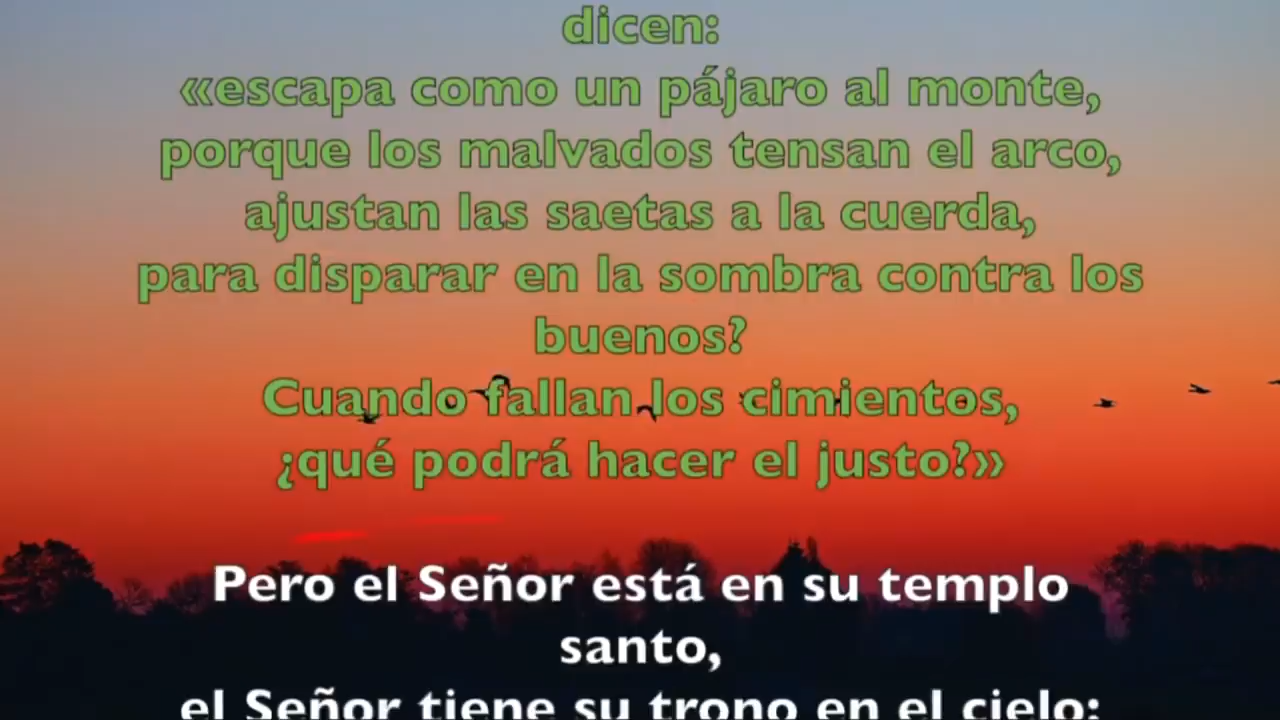 dicen:
«escapa como un pájaro al monte,
porque los malvados tensan el arco,
ajustan las saetas a la cuerda,
para disparar en la sombra contra los
buenos?
Cuando fallan los cimientos,
¿qué podrá hacer el justo?»
Pero el Señor está en su templo
santo,
el Señor tiene su trono en el cielo: